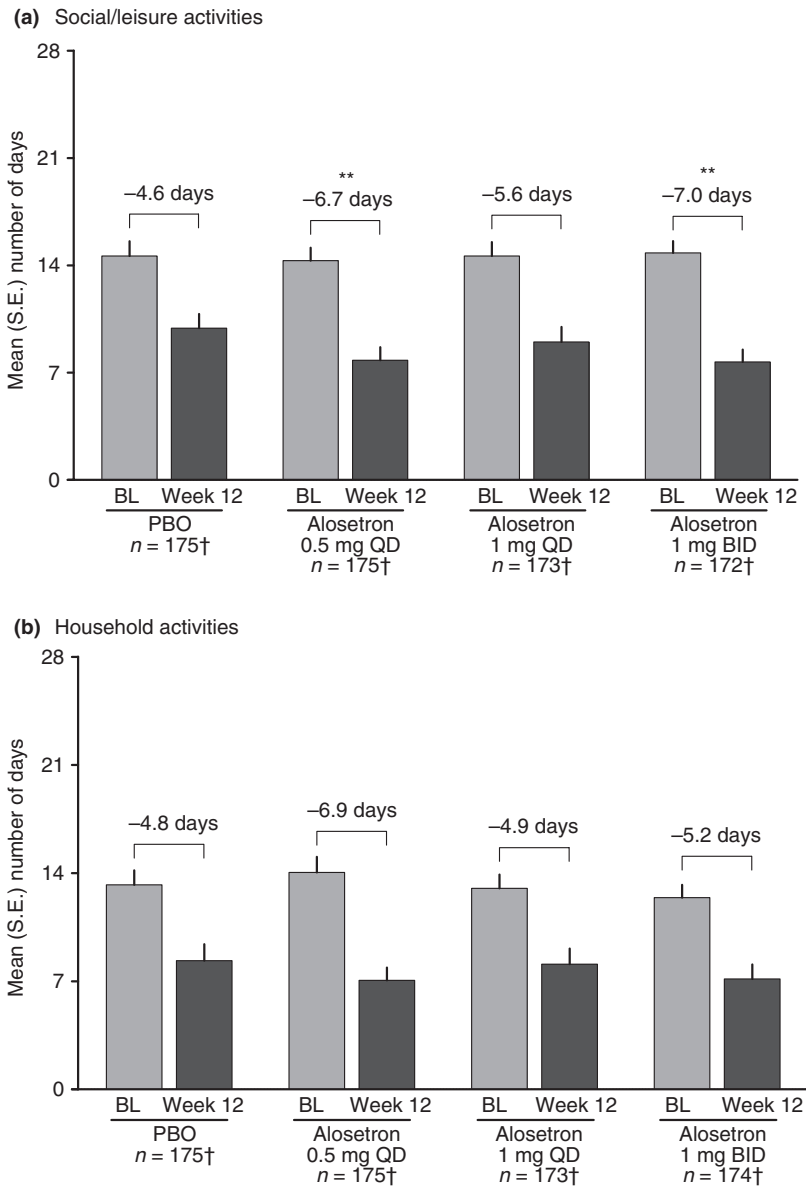 (a) Social/leisure activities
28
21
14
7
0
Mean (S.E.) number of days
–4.6 days
**
–6.7 days
–5.6 days
**
–7.0 days
BL Week 12 BL Week 12 BL Week 12 BL Week 12
PBO Alosetron Alosetron Alosetron
n = 175† 0.5 mg QD 1 mg QD 1 mg BID
n = 175† n = 173† n = 172†
(b) Household activities
28
21
14
7
0
Mean (S.E.) number of days
–4.8 days
–6.9 days
–4.9 days
–5.2 days
BL Week 12 BL Week 12 BL Week 12 BL Week 12
PBO Alosetron Alosetron Alosetron
n = 175† 0.5 mg QD 1 mg QD 1 mg BID
n = 175† n = 173† n = 174†